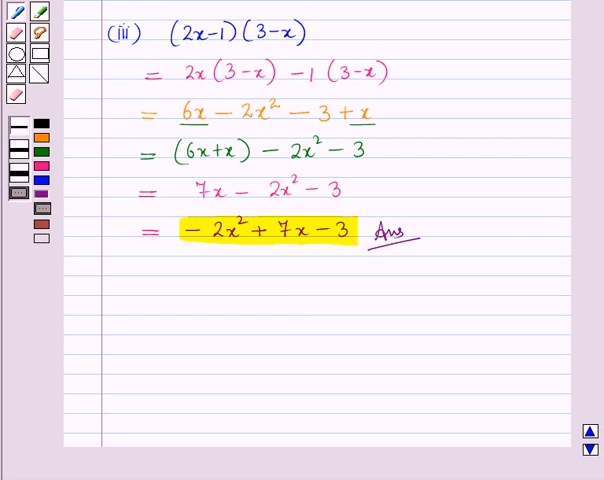 (iii) (2x-1)(3-x)
= 2x(3-x) -1(3-x)
= 6x - 2x² - 3 + x
= (6x+x) - 2x² - 3
= 7x - 2x² - 3
= - 2x² + 7x - 3 Ans